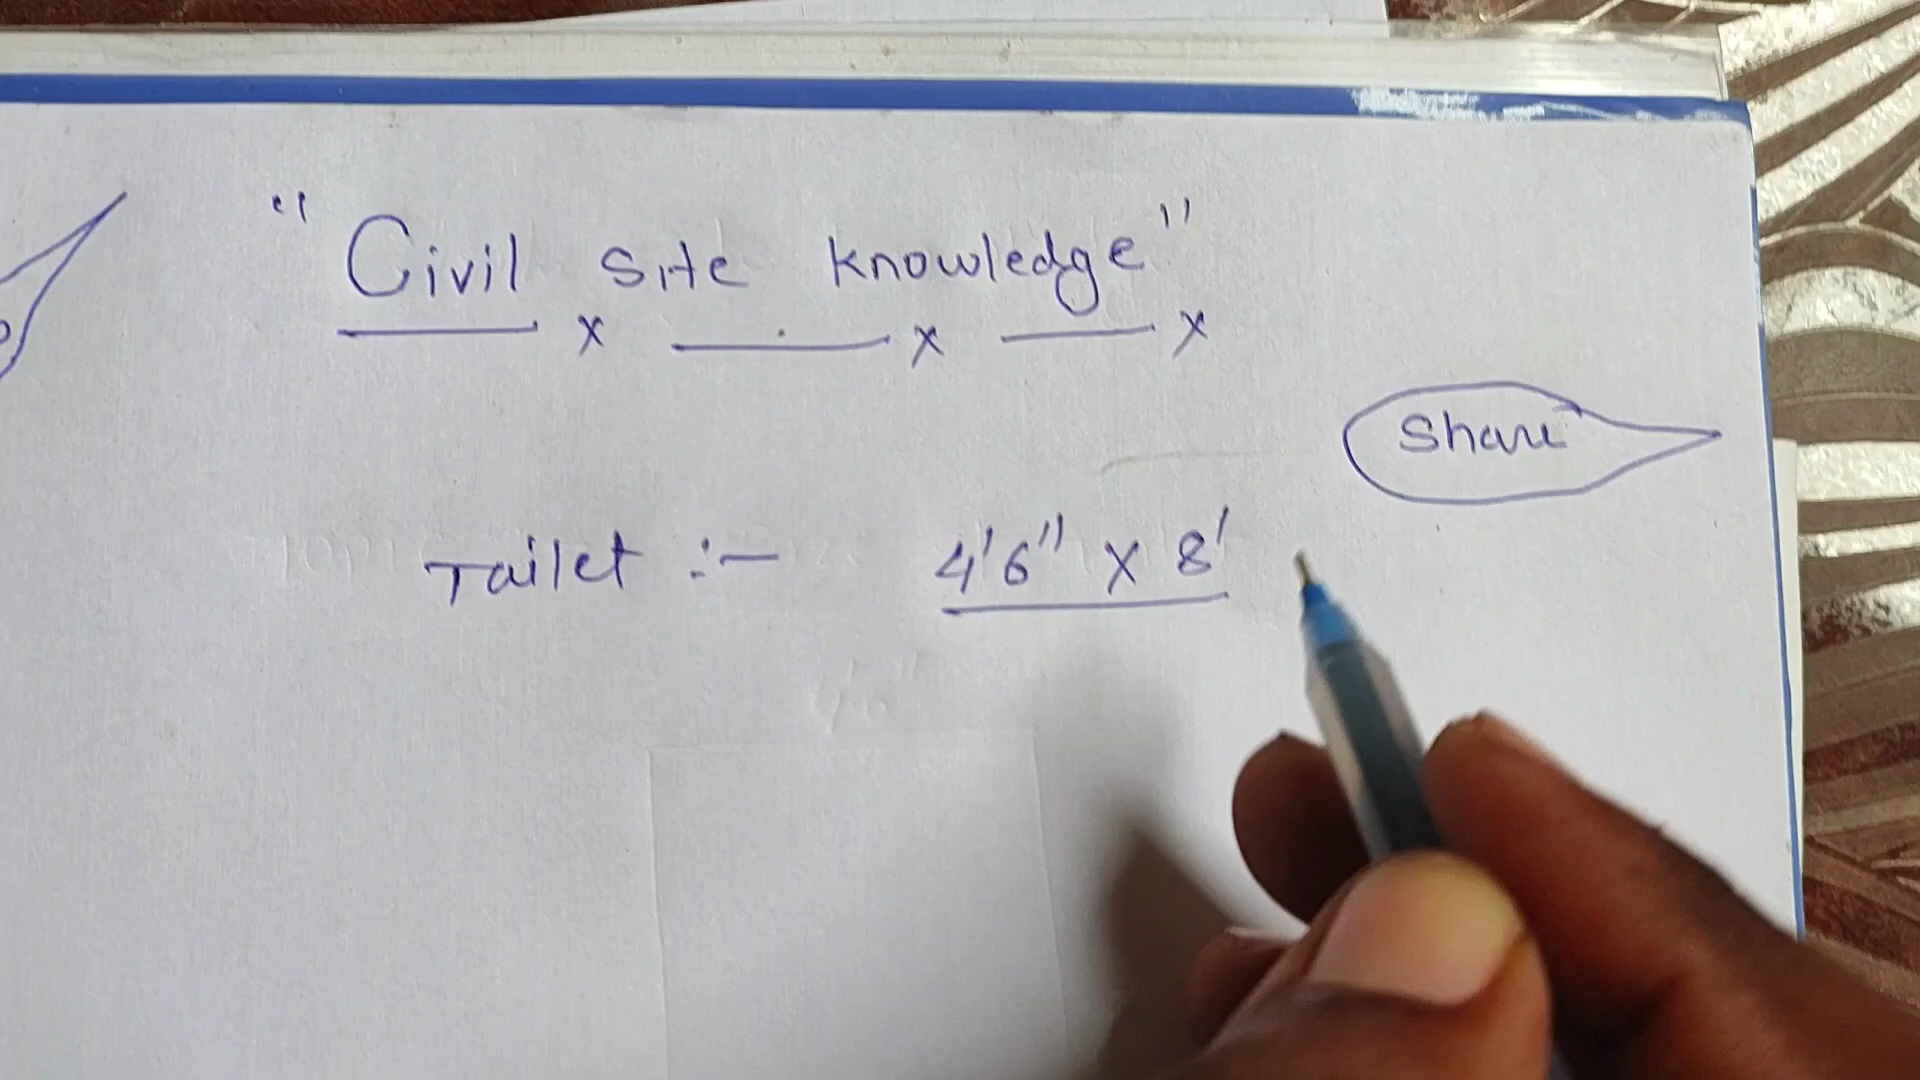 "Civil Site Knowledge"
x x x
Share
Tailet :- 4'6" X 8'